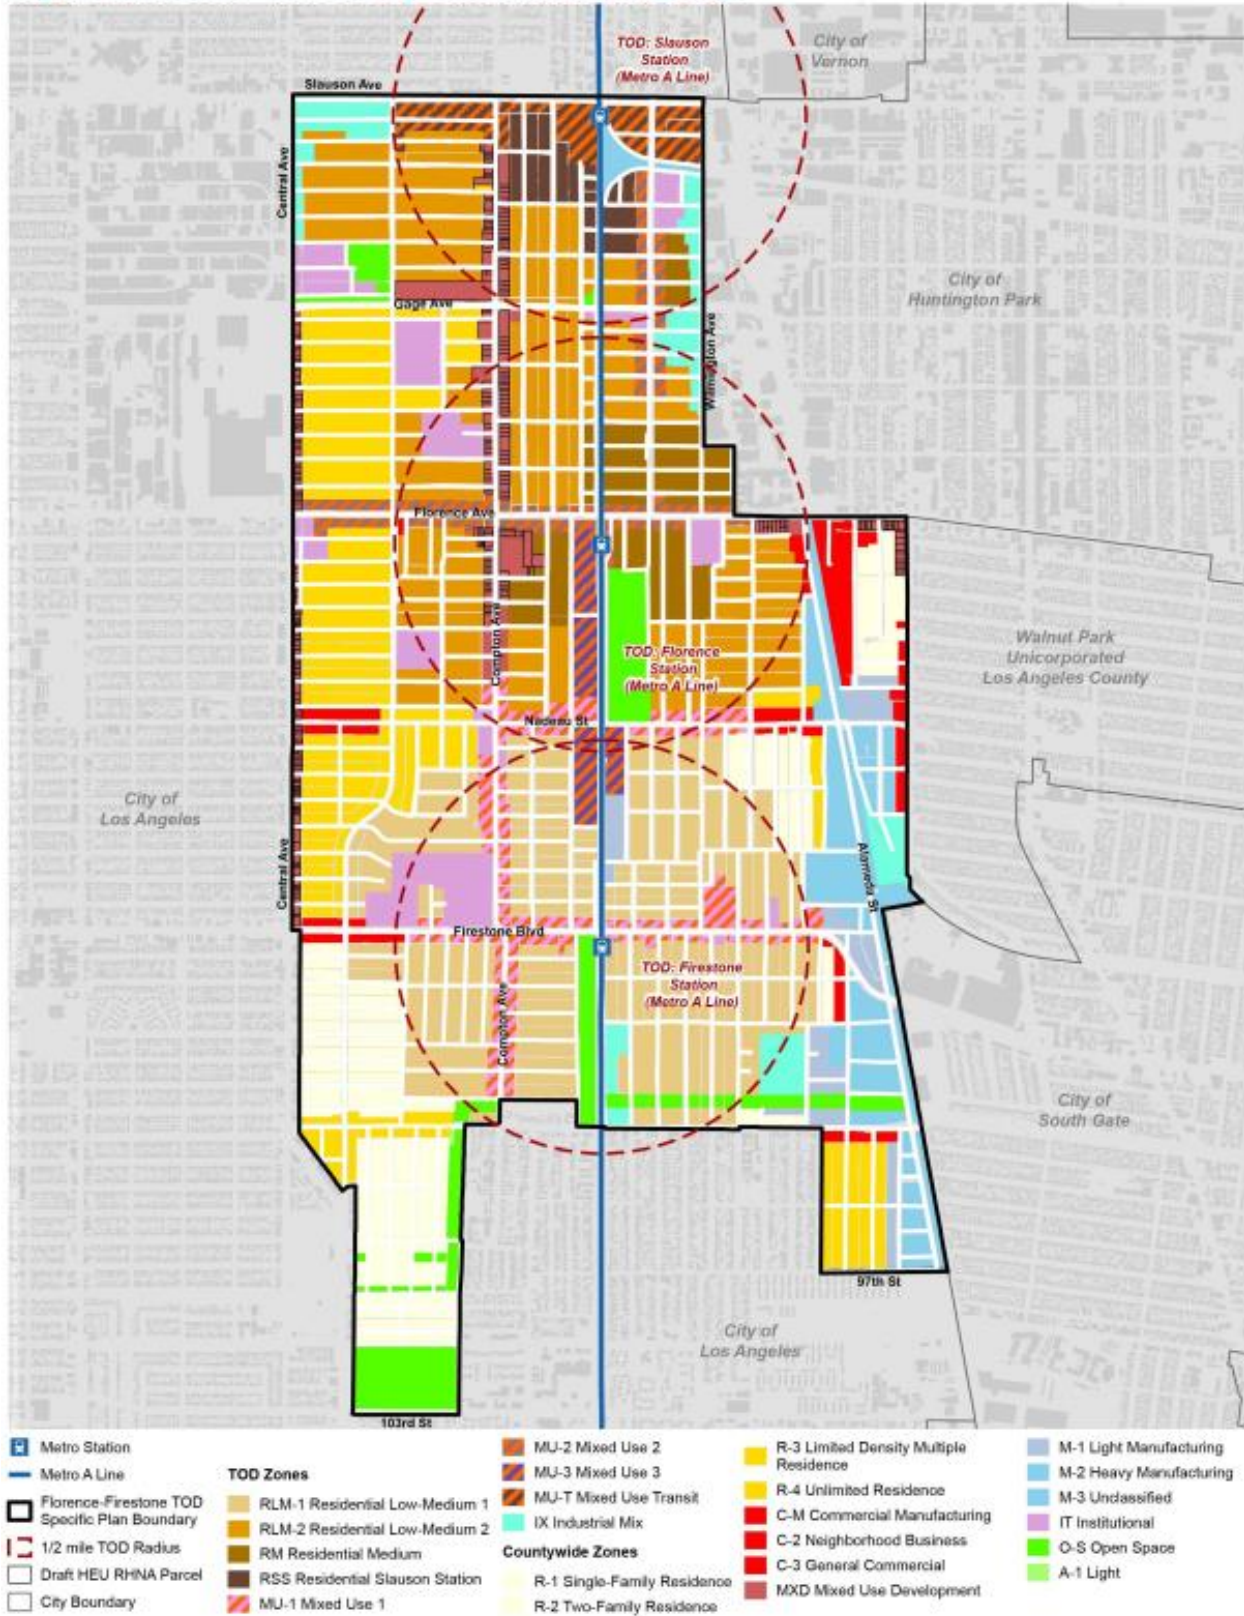 TOD: Slauson
Station
(Metro A Line)
City of
Vernon
Slauson Ave
Central Ave
City of
Huntington Park
Gage Ave
Wilmington Ave
Florence Ave
Compton Ave
TOD: Florence
Station
(Metro A Line)
Walnut Park
Unicorporated
Los Angeles County
Nadeau St
City of
Los Angeles
Central Ave
Alameda St
Firestone Blvd
TOD: Firestone
Station
(Metro A Line)
Compton Ave
City of
South Gate
97th St
City of
Los Angeles
103rd St
Metro Station
Metro A Line
Florence-Firestone TOD
Specific Plan Boundary
1/2 mile TOD Radius
Draft HEU RHNA Parcel
City Boundary
TOD Zones
RLM-1 Residential Low-Medium 1
RLM-2 Residential Low-Medium 2
RM Residential Medium
RSS Residential Slauson Station
MU-1 Mixed Use 1
MU-2 Mixed Use 2
MU-3 Mixed Use 3
MU-T Mixed Use Transit
IX Industrial Mix
Countywide Zones
R-1 Single-Family Residence
R-2 Two-Family Residence
R-3 Limited Density Multiple
Residence
R-4 Unlimited Residence
C-M Commercial Manufacturing
C-2 Neighborhood Business
C-3 General Commercial
MXD Mixed Use Development
M-1 Light Manufacturing
M-2 Heavy Manufacturing
M-3 Unclassified
IT Institutional
O-S Open Space
A-1 Light